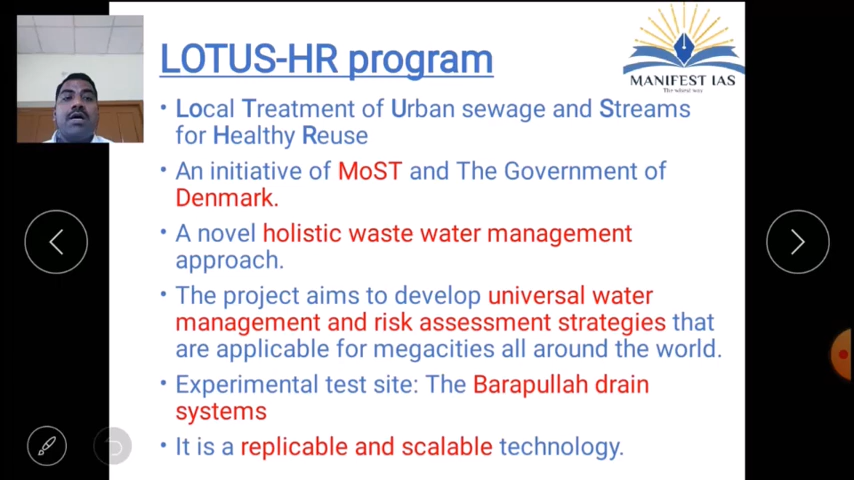 LOTUS-HR program
MANIFEST IAS
The wisest way
• Local Treatment of Urban sewage and Streams
for Healthy Reuse
• An initiative of MoST and The Government of
Denmark.
• A novel holistic waste water management
approach.
• The project aims to develop universal water
management and risk assessment strategies that
are applicable for megacities all around the world.
• Experimental test site: The Barapullah drain
systems
• It is a replicable and scalable technology.